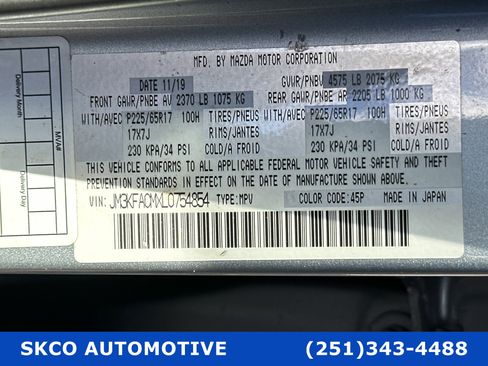 MFD. BY MAZDA MOTOR CORPORATION
DATE 11/19 GVWR/PNBV 4575 LB 2075 KG
FRONT GAWR/PNBE AV 2370 LB 1075 KG REAR GAWR/PNBE AR 2205 LB 1000 KG
WITH/AVEC P225/65R17 100H TIRES/PNEUS WITH/AVEC P225/65R17 100H TIRES/PNEUS
17X7J RIMS/JANTES 17X7J RIMS/JANTES
230 KPA/34 PSI COLD/A FROID 230 KPA/34 PSI COLD/A FROID
THIS VEHICLE CONFORMS TO ALL APPLICABLE FEDERAL MOTOR VEHICLE SAFETY AND THEFT
PREVENTION STANDARDS IN EFFECT ON THE DATE OF MANUFACTURE SHOWN ABOVE.
VIN: JM3KFACMXL0754854 TYPE:MPV COLOR CODE:45P MADE IN JAPAN
Delivery Month
Delivery Day
M/A#
SKCO AUTOMOTIVE (251)343-4488